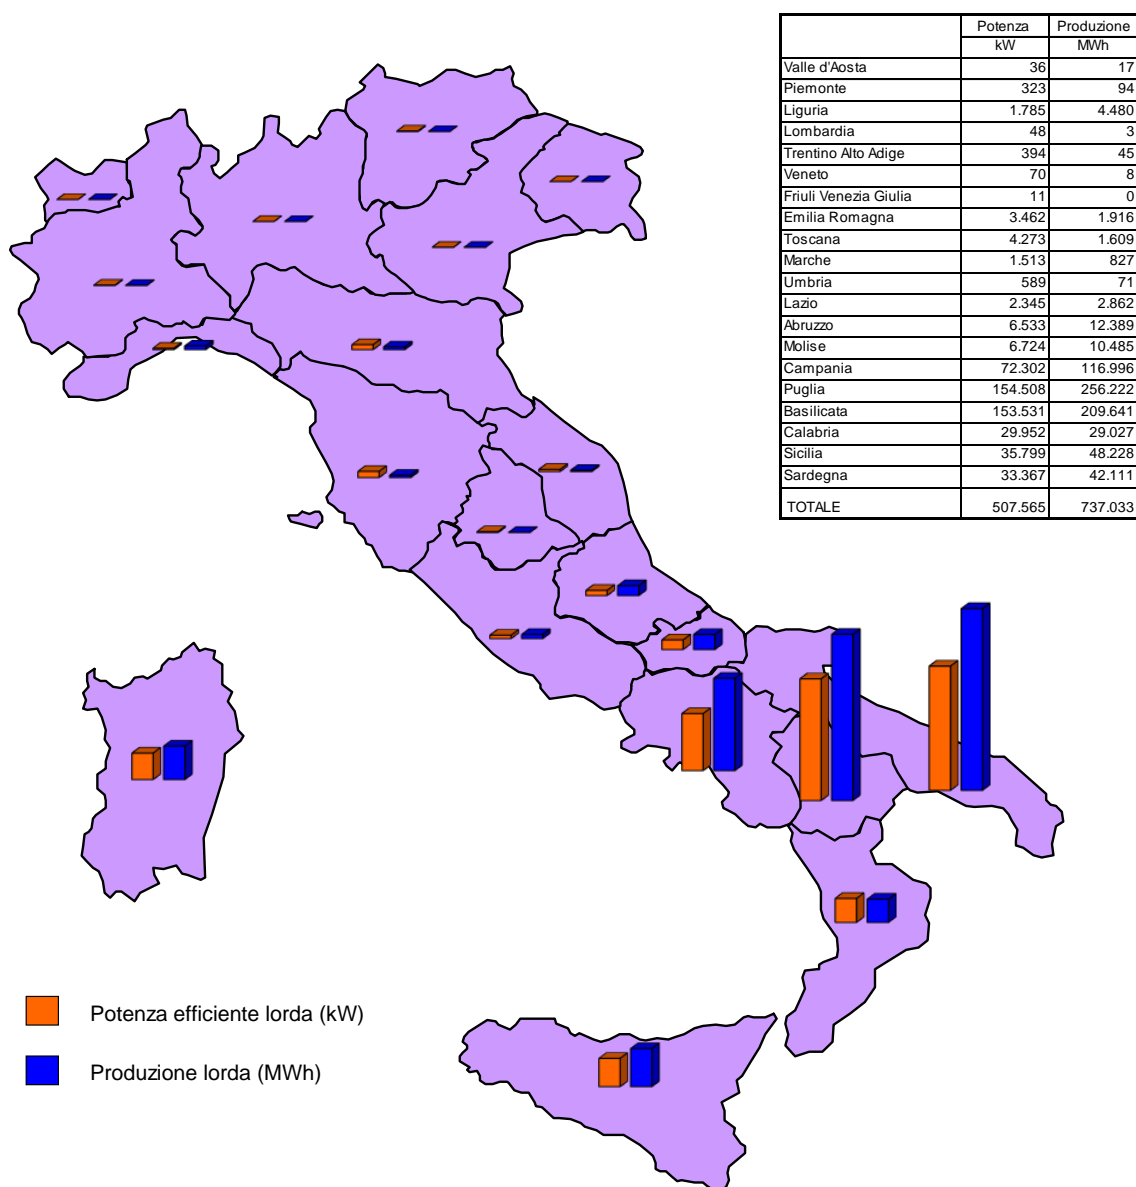 Potenza Produzione
kW MWh
Valle d'Aosta 36 17
Piemonte 323 94
Liguria 1.785 4.480
Lombardia 48 3
Trentino Alto Adige 394 45
Veneto 70 8
Friuli Venezia Giulia 11 0
Emilia Romagna 3.462 1.916
Toscana 4.273 1.609
Marche 1.513 827
Umbria 589 71
Lazio 2.345 2.862
Abruzzo 6.533 12.389
Molise 6.724 10.485
Campania 72.302 116.996
Puglia 154.508 256.222
Basilicata 153.531 209.641
Calabria 29.952 29.027
Sicilia 35.799 48.228
Sardegna 33.367 42.111
TOTALE 507.565 737.033
Potenza efficiente lorda (kW)
Produzione lorda (MWh)